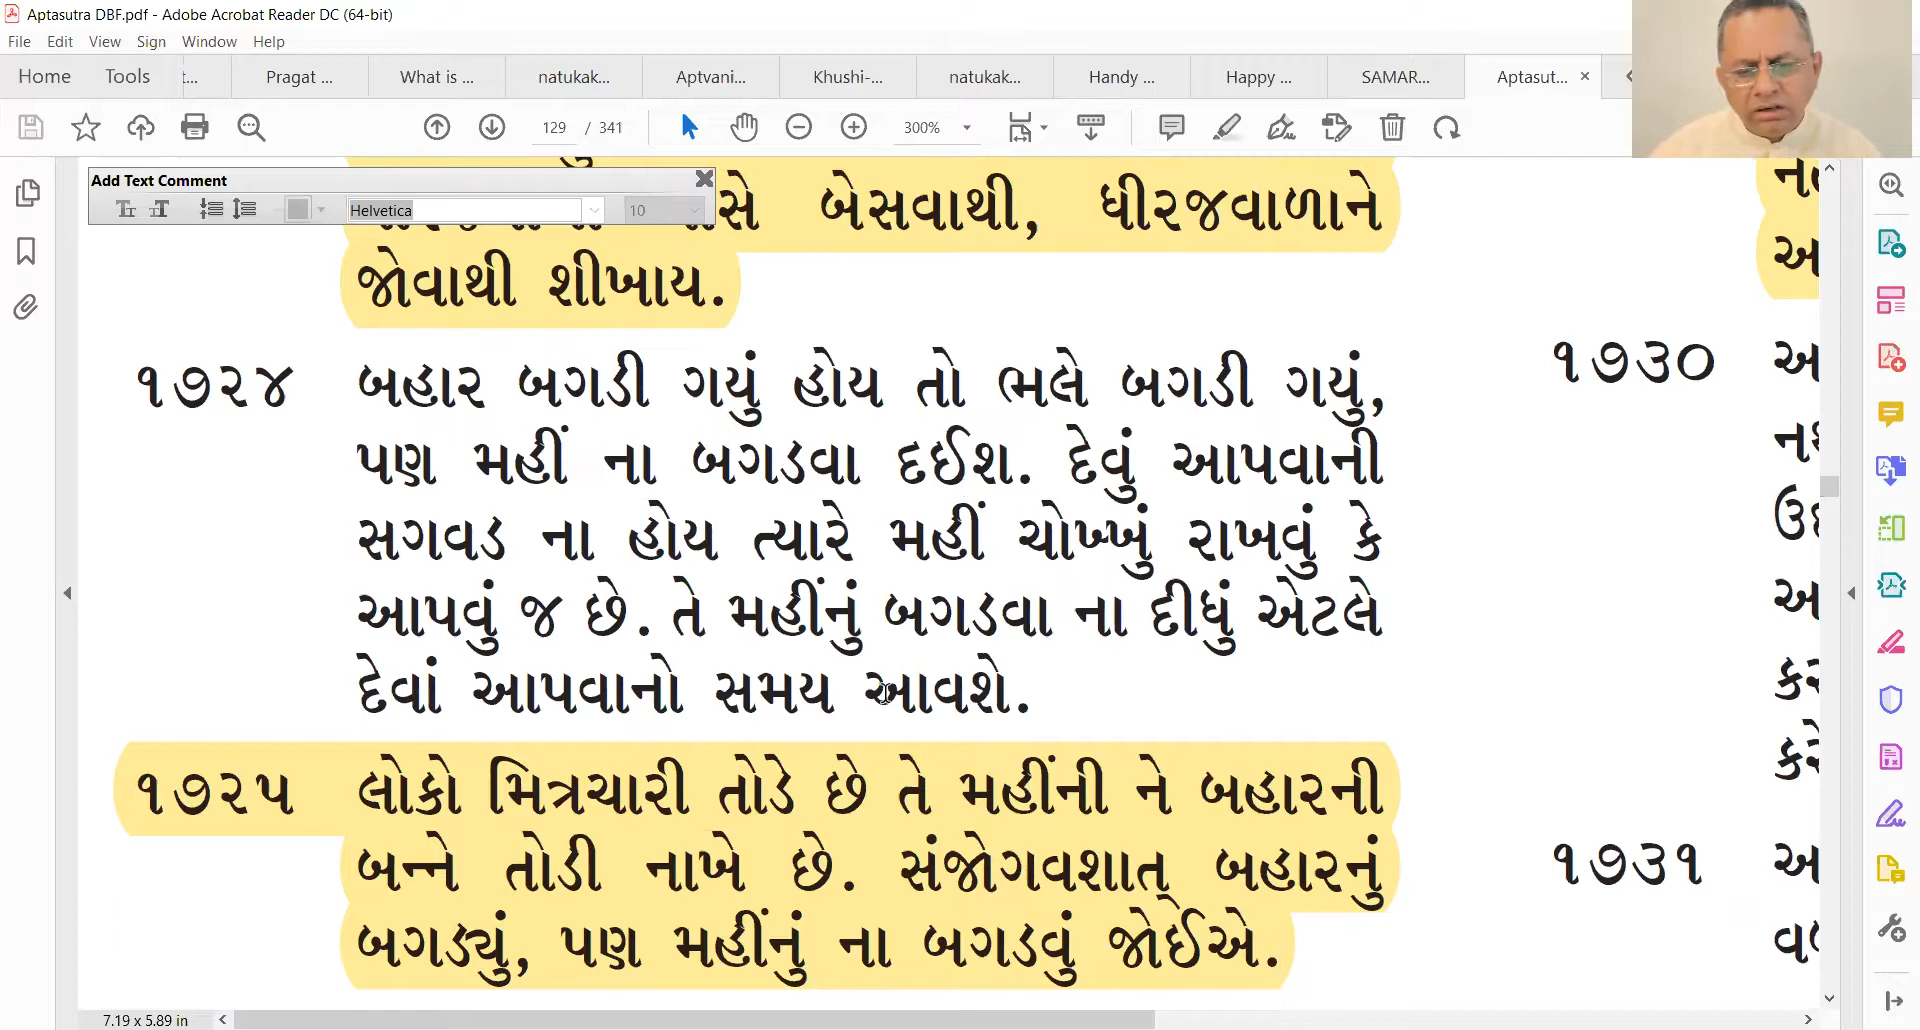 Aptasutra DBF.pdf - Adobe Acrobat Reader DC (64-bit)
File Edit View Sign Window Help
Home Tools t... Pragat ... What is ... natukak... Aptvani... Khushi-... natukak... Handy ... Happy ... SAMAR... Aptasut... ×
129 / 341 300%
Add Text Comment
Helvetica 10
સે બેસવાથી, ધીરજવાળાને
જોવાથી શીખાય.
૧૭૨૪ બહાર બગડી ગયું હોય તો ભલે બગડી ગયું,
પણ મહીં ના બગડવા દઈશ. દેવું આપવાની
સગવડ ના હોય ત્યારે મહીં ચોખ્ખું રાખવું કે
આપવું જ છે. તે મહીંનું બગડવા ના દીધું એટલે
દેવાં આપવાનો સમય આવશે.
૧૭૨૫ લોકો મિત્રચારી તોડે છે તે મહીંની ને બહારની
બન્ને તોડી નાખે છે. સંજોગવશાત્ બહારનું
બગડ્યું, પણ મહીંનું ના બગડવું જોઈએ.
૧૭૩૦
૧૭૩૧
7.19 x 5.89 in